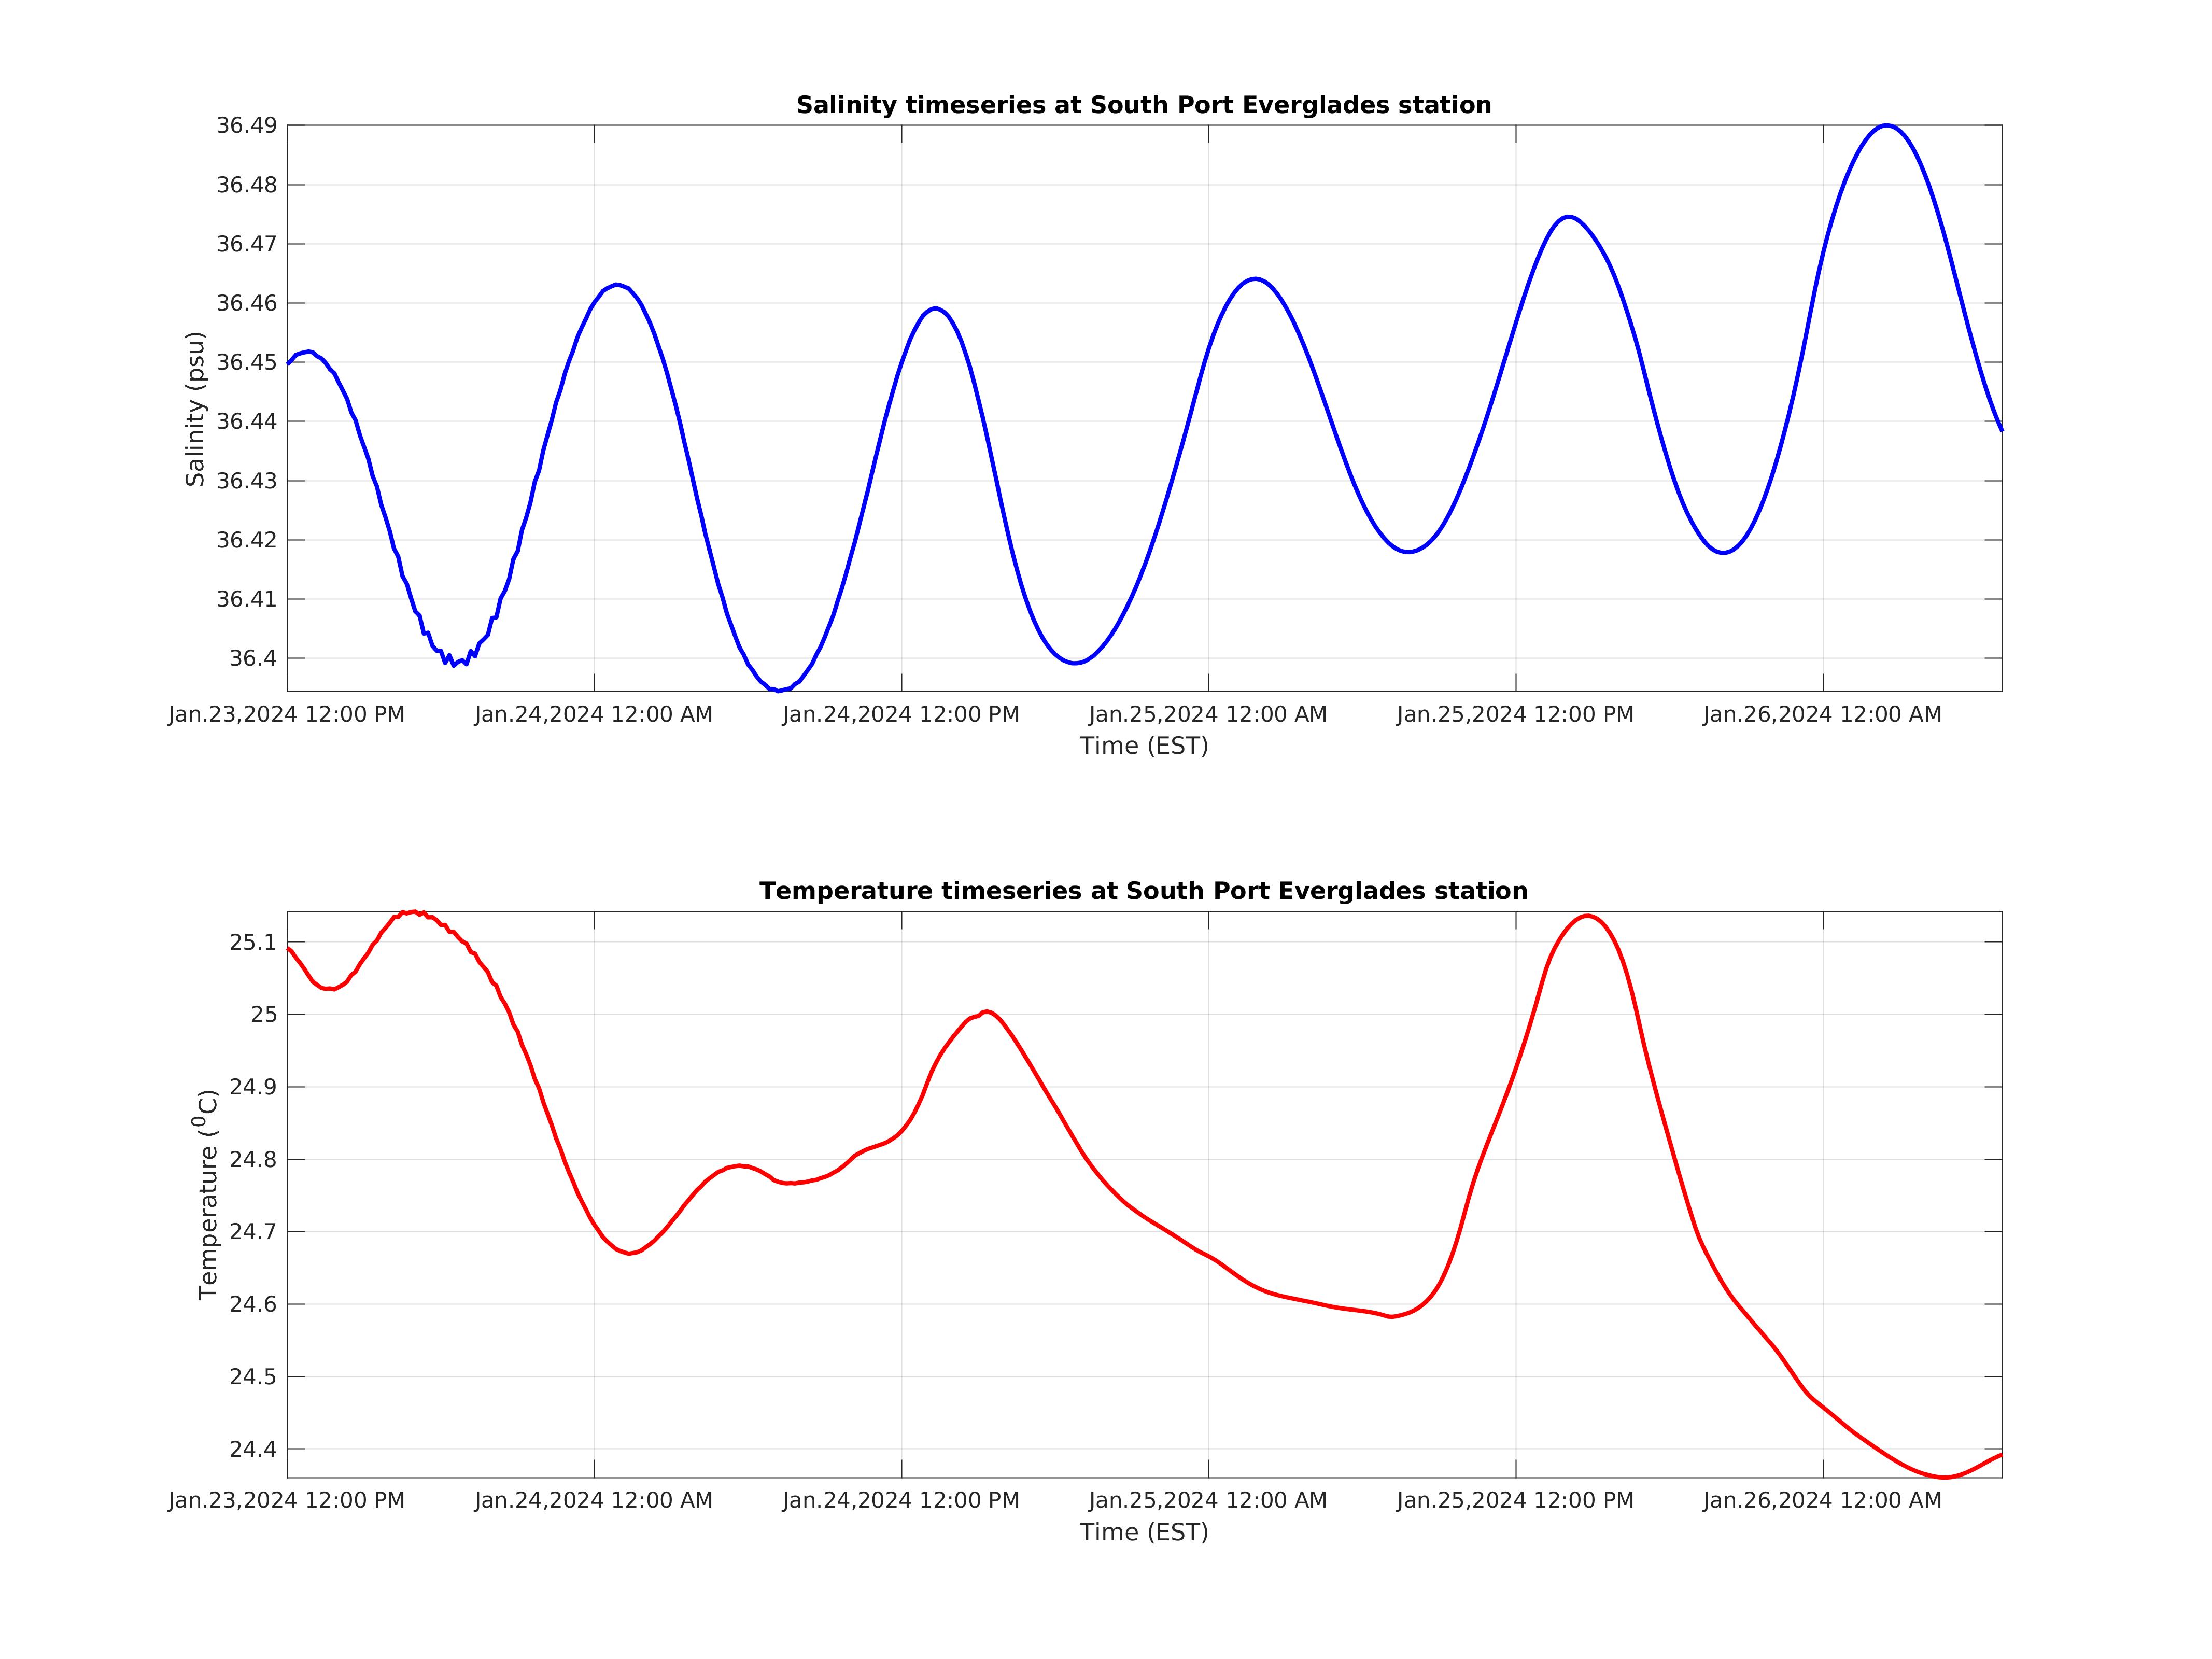 Salinity timeseries at South Port Everglades station
36.49
36.48
36.47
36.46
36.45
36.44
36.43
36.42
36.41
36.4
Salinity (psu)
Jan.23,2024 12:00 PM Jan.24,2024 12:00 AM Jan.24,2024 12:00 PM Jan.25,2024 12:00 AM Jan.25,2024 12:00 PM Jan.26,2024 12:00 AM
Time (EST)
Temperature timeseries at South Port Everglades station
25.1
25
24.9
24.8
24.7
24.6
24.5
24.4
Temperature (⁰C)
Jan.23,2024 12:00 PM Jan.24,2024 12:00 AM Jan.24,2024 12:00 PM Jan.25,2024 12:00 AM Jan.25,2024 12:00 PM Jan.26,2024 12:00 AM
Time (EST)